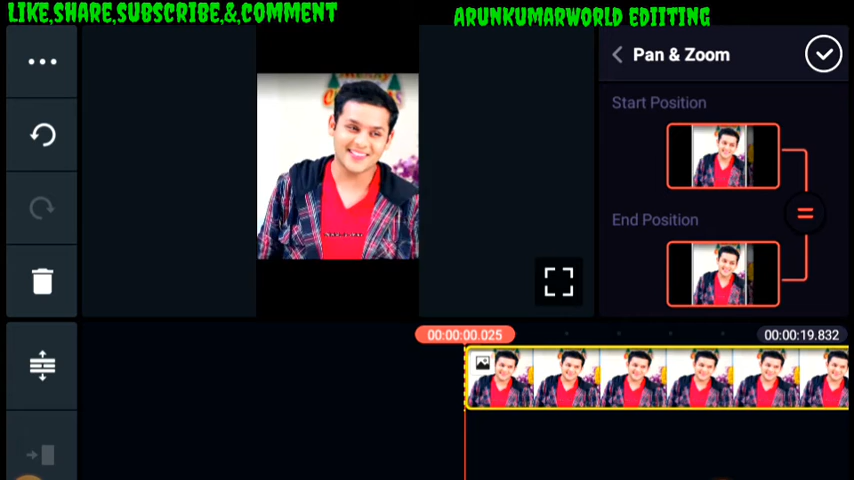 LIKE,SHARE,SUBSCRIBE,&,COMMENT
ARUNKUMARWORLD EDIITING
Pan & Zoom
Start Position
End Position
00:00:00.025
00:00:19.832